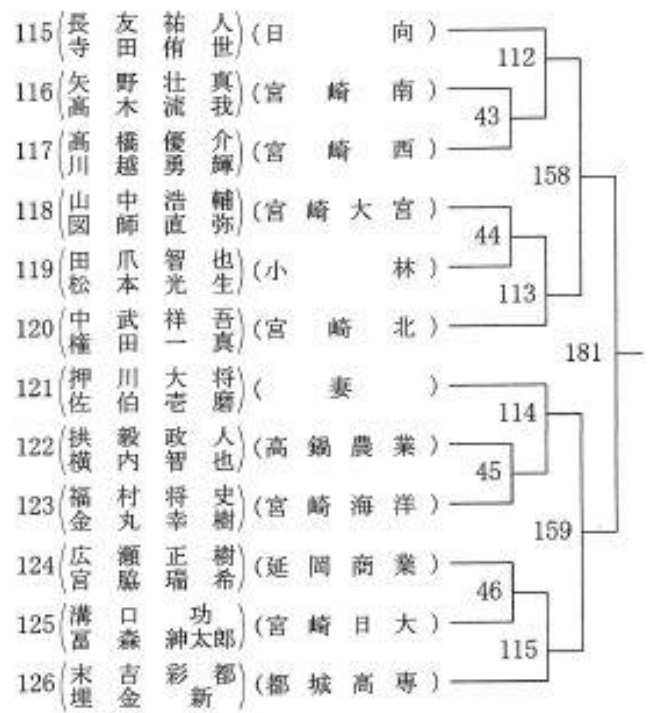 115 長友祐人 (日向)
寺田侑世
112
116 矢野壮真 (宮崎南)
高木流我
43
117 高橋優介 (宮崎西)
川越勇輝
158
118 山中浩輔 (宮崎大宮)
図師直弥
44
119 田爪智也 (小林)
松本光生
113
120 中武祥吾 (宮崎北)
権田一真
181
121 押川大将 (妻)
佐伯壱磨
114
122 拱毅政人 (高鍋農業)
横内智也
45
123 福村将史 (宮崎海洋)
金丸幸樹
159
124 広瀬正樹 (延岡商業)
宮脇瑞希
46
125 溝口功 (宮崎日大)
冨森紳太郎
115
126 末吉彩都 (都城高専)
埋金新